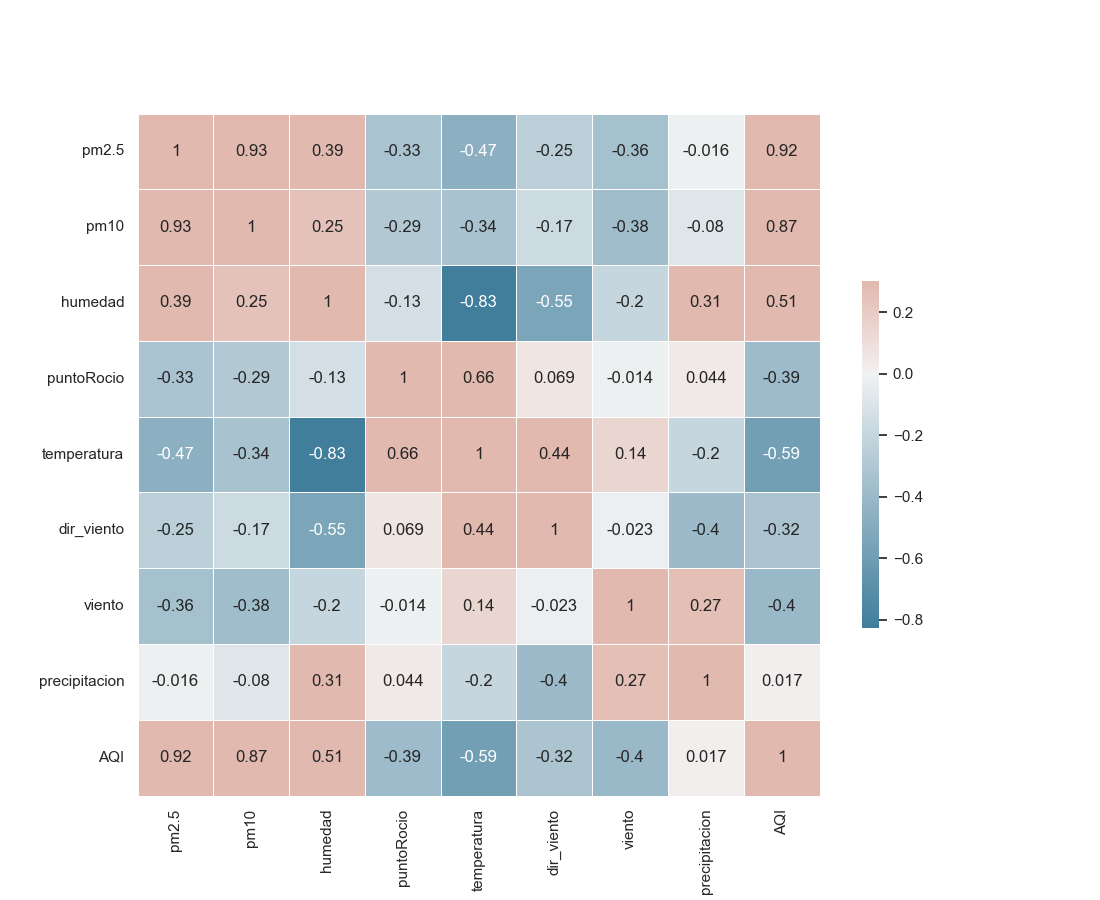 pm2.5 1 0.93 0.39 -0.33 -0.47 -0.25 -0.36 -0.016 0.92
pm10 0.93 1 0.25 -0.29 -0.34 -0.17 -0.38 -0.08 0.87
humedad 0.39 0.25 1 -0.13 -0.83 -0.55 -0.2 0.31 0.51
puntoRocio -0.33 -0.29 -0.13 1 0.66 0.069 -0.014 0.044 -0.39
temperatura -0.47 -0.34 -0.83 0.66 1 0.44 0.14 -0.2 -0.59
dir_viento -0.25 -0.17 -0.55 0.069 0.44 1 -0.023 -0.4 -0.32
viento -0.36 -0.38 -0.2 -0.014 0.14 -0.023 1 0.27 -0.4
precipitacion -0.016 -0.08 0.31 0.044 -0.2 -0.4 0.27 1 0.017
AQI 0.92 0.87 0.51 -0.39 -0.59 -0.32 -0.4 0.017 1
pm2.5 pm10 humedad puntoRocio temperatura dir_viento viento precipitacion AQI
0.2
0.0
−0.2
−0.4
−0.6
−0.8